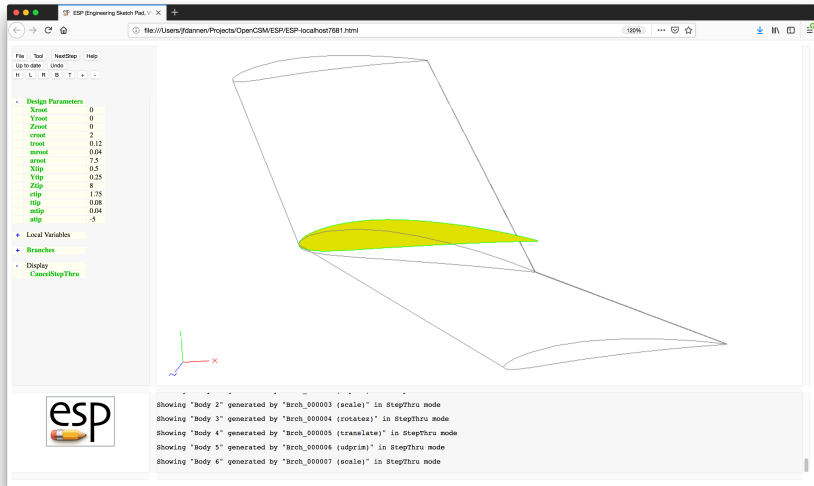 ESP (Engineering Sketch Pad, V
file:///Users/jfdannen/Projects/OpenCSM/ESP/ESP-localhost7681.html
120%
File Tool NextStep Help
Up to date Undo
H L R B T + -
- Design Parameters
Xroot 0
Yroot 0
Zroot 0
croot 2
troot 0.12
mroot 0.04
aroot 7.5
Xtip 0.5
Ytip 0.25
Ztip 8
ctip 1.75
ttip 0.08
mtip 0.04
atip -5
+ Local Variables
+ Branches
- Display
CancelStepThru
X
esp
Showing "Body 2" generated by "Brch_000003 (scale)" in StepThru mode
Showing "Body 3" generated by "Brch_000004 (rotatez)" in StepThru mode
Showing "Body 4" generated by "Brch_000005 (translate)" in StepThru mode
Showing "Body 5" generated by "Brch_000006 (udprim)" in StepThru mode
Showing "Body 6" generated by "Brch_000007 (scale)" in StepThru mode